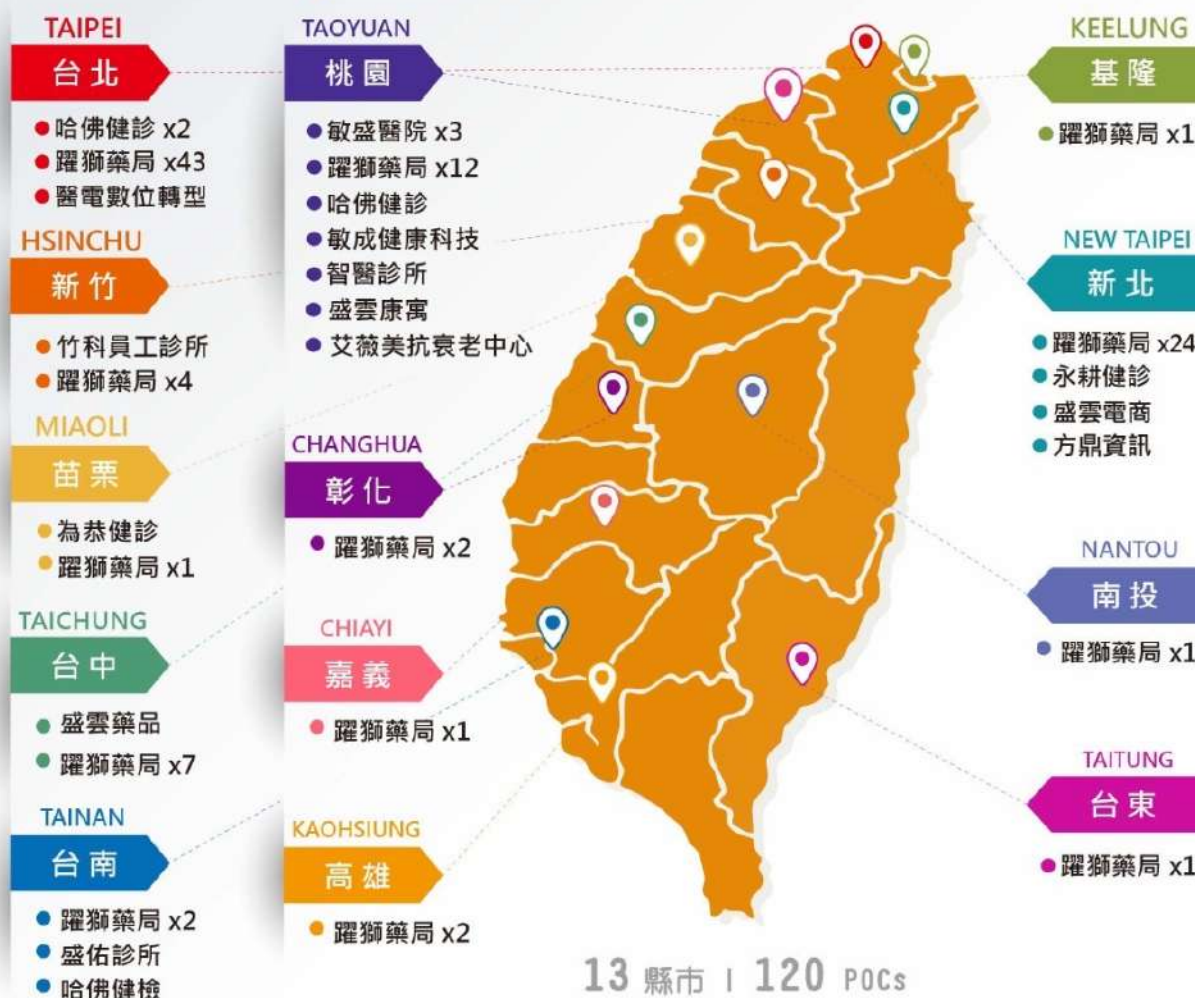 TAIPEI
台北
哈佛健診 x2
躍獅藥局 x43
醫電數位轉型
HSINCHU
新竹
竹科員工診所
躍獅藥局 x4
MIAOLI
苗栗
為恭健診
躍獅藥局 x1
TAICHUNG
台中
盛雲藥品
躍獅藥局 x7
TAINAN
台南
躍獅藥局 x2
盛佑診所
哈佛健檢
TAOYUAN
桃園
敏盛醫院 x3
躍獅藥局 x12
哈佛健診
敏成健康科技
智醫診所
盛雲康寓
艾薇美抗衰老中心
CHANGHUA
彰化
躍獅藥局 x2
CHIAYI
嘉義
躍獅藥局 x1
KAOHSIUNG
高雄
躍獅藥局 x2
KEELUNG
基隆
躍獅藥局 x1
NEW TAIPEI
新北
躍獅藥局 x24
永耕健診
盛雲電商
方鼎資訊
NANTOU
南投
躍獅藥局 x1
TAITUNG
台東
躍獅藥局 x1
13 縣市 | 120 POCs